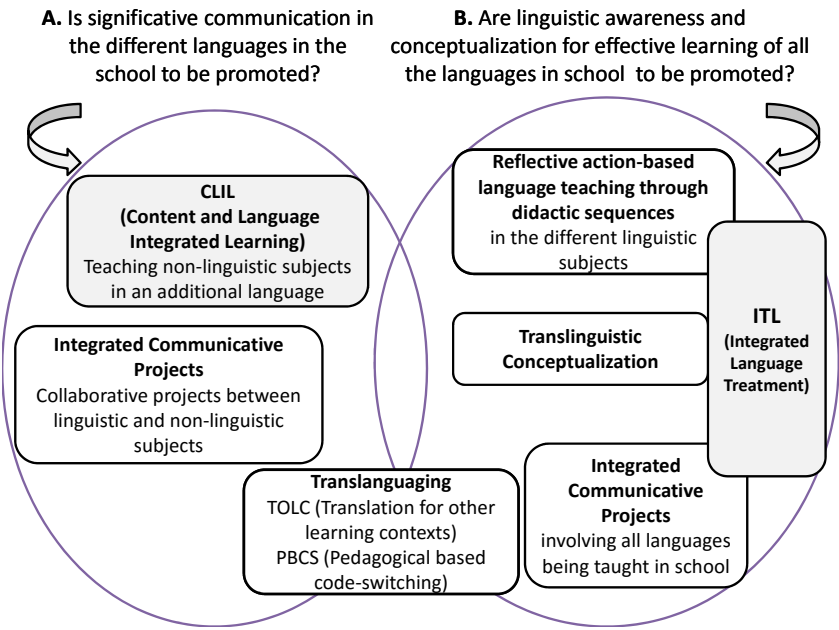 A. Is significative communication in
the different languages in the
school to be promoted?
B. Are linguistic awareness and
conceptualization for effective learning of all
the languages in school to be promoted?
CLIL
(Content and Language
Integrated Learning)
Teaching non-linguistic subjects
in an additional language
Integrated Communicative
Projects
Collaborative projects between
linguistic and non-linguistic
subjects
Translanguaging
TOLC (Translation for other
learning contexts)
PBCS (Pedagogical based
code-switching)
Reflective action-based
language teaching through
didactic sequences
in the different linguistic
subjects
Translinguistic
Conceptualization
Integrated
Communicative
Projects
involving all languages
being taught in school
ITL
(Integrated
Language
Treatment)